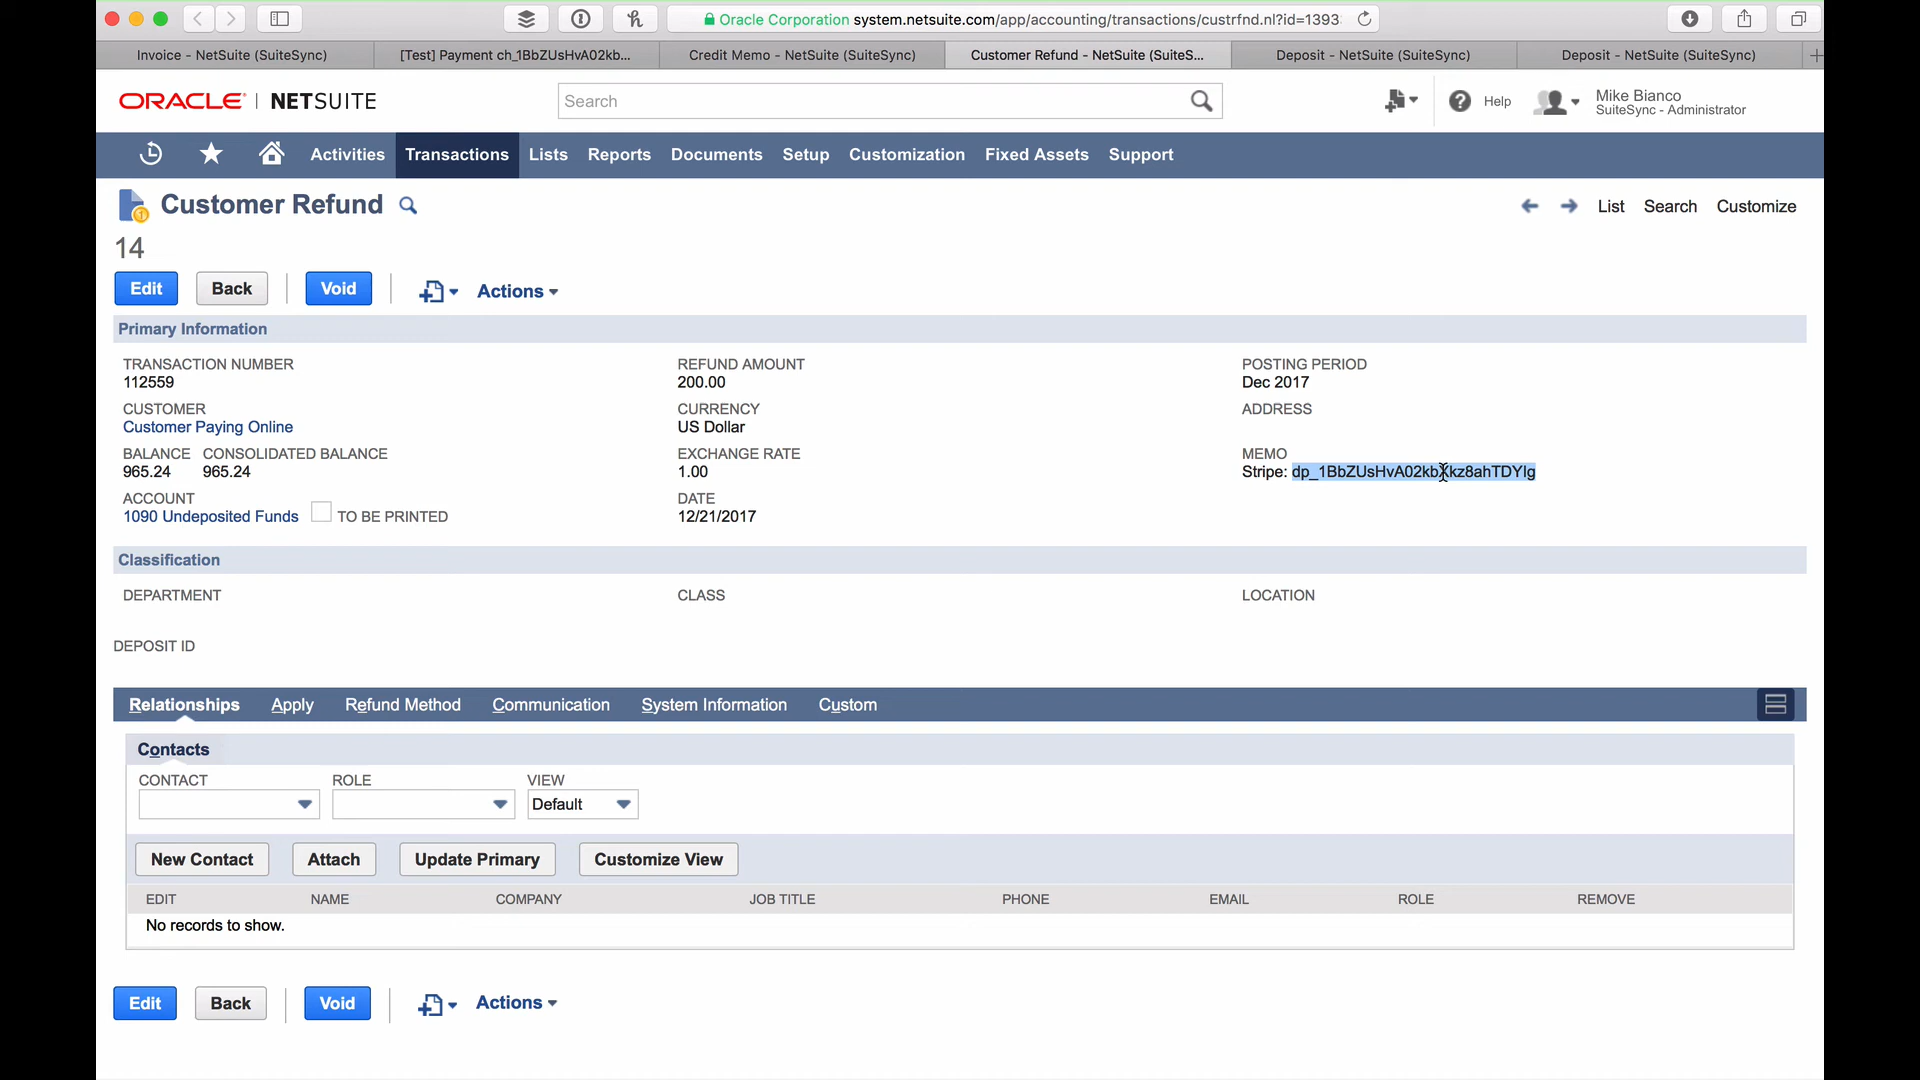 Oracle Corporation system.netsuite.com/app/accounting/transactions/custrfnd.nl?id=1393
Invoice - NetSuite (SuiteSync)
[Test] Payment ch_1BbZUsHvA02kb...
Credit Memo - NetSuite (SuiteSync)
Customer Refund - NetSuite (SuiteS...
Deposit - NetSuite (SuiteSync)
Deposit - NetSuite (SuiteSync)
ORACLE | NETSUITE
Search
Help
Mike Bianco
SuiteSync - Administrator
Activities Transactions Lists Reports Documents Setup Customization Fixed Assets Support
Customer Refund
List Search Customize
14
Edit Back Void Actions
Primary Information
TRANSACTION NUMBER
112559
CUSTOMER
Customer Paying Online
BALANCE CONSOLIDATED BALANCE
965.24 965.24
ACCOUNT
1090 Undeposited Funds TO BE PRINTED
REFUND AMOUNT
200.00
CURRENCY
US Dollar
EXCHANGE RATE
1.00
DATE
12/21/2017
POSTING PERIOD
Dec 2017
ADDRESS
MEMO
Stripe: dp_1BbZUsHvA02kbXkz8ahTDYIg
Classification
DEPARTMENT CLASS LOCATION
DEPOSIT ID
Relationships Apply Refund Method Communication System Information Custom
Contacts
CONTACT ROLE VIEW
Default
New Contact Attach Update Primary Customize View
EDIT NAME COMPANY JOB TITLE PHONE EMAIL ROLE REMOVE
No records to show.
Edit Back Void Actions